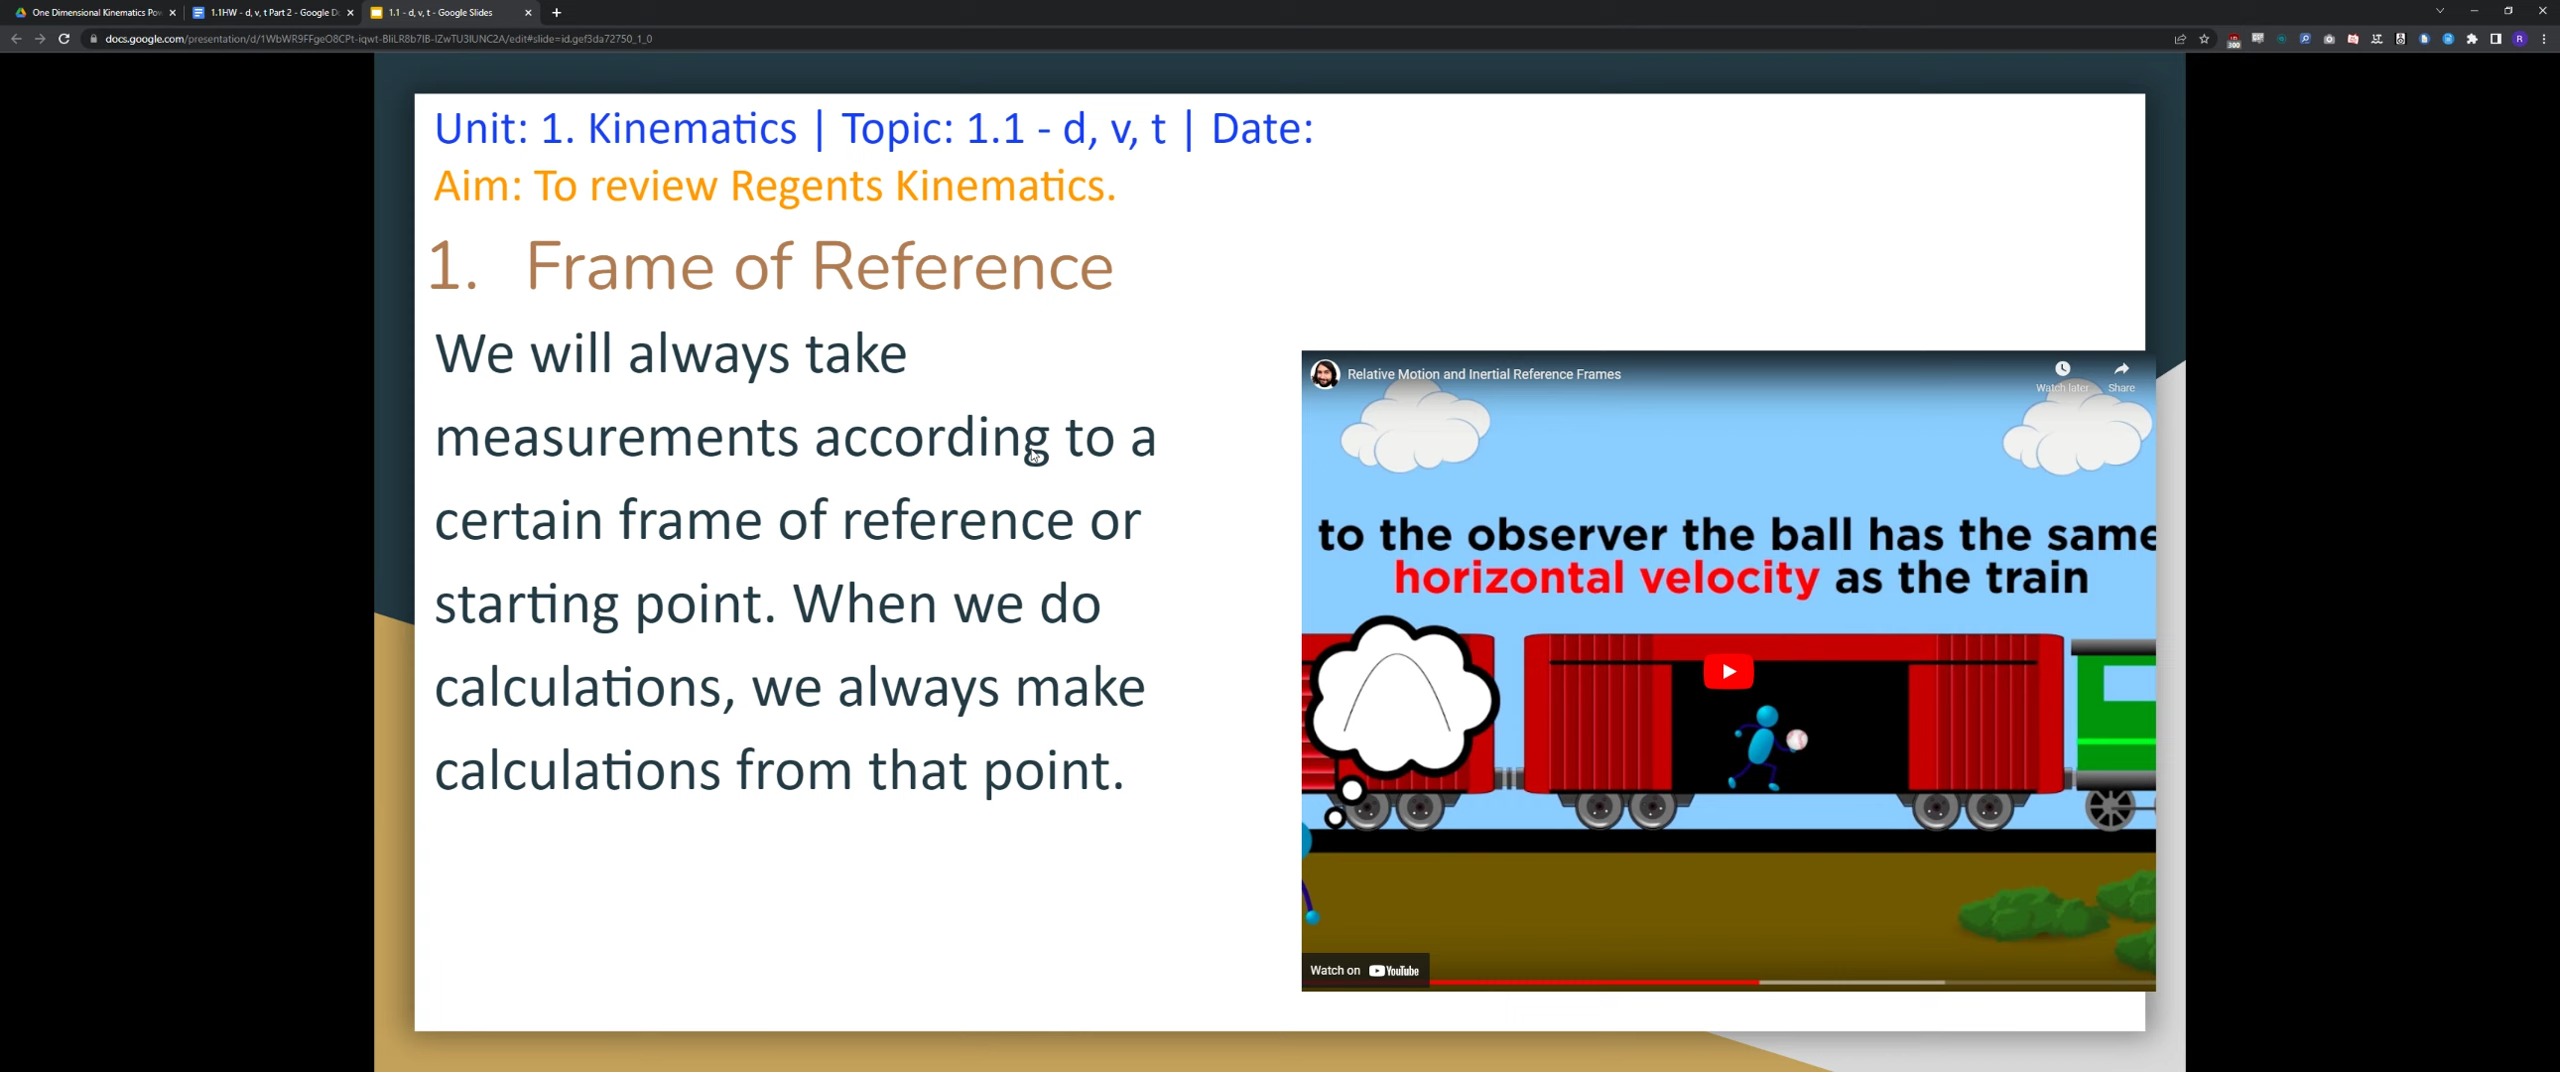 One Dimensional Kinematics Pow
1.1HW - d, v, t Part 2 - Google Do
1.1 - d, v, t - Google Slides
docs.google.com/presentation/d/1WbWR9FFgeO8CPt-iqwt-BliLR8b7IB-lZwTU3lUNC2A/edit#slide=id.gef3da72750_1_0
300
R
Unit: 1. Kinematics | Topic: 1.1 - d, v, t | Date:
Aim: To review Regents Kinematics.
1. Frame of Reference
We will always take
measurements according to a
certain frame of reference or
starting point. When we do
calculations, we always make
calculations from that point.
Relative Motion and Inertial Reference Frames
Watch later
Share
to the observer the ball has the same
horizontal velocity as the train
Watch on YouTube